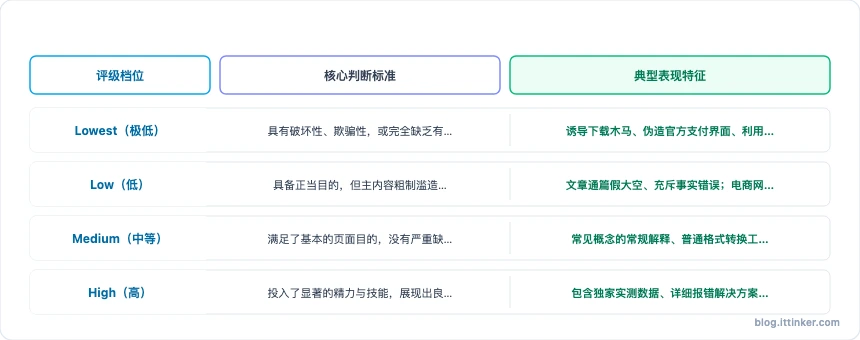 评级档位 核心判断标准 典型表现特征
Lowest（极低） 具有破坏性、欺骗性，或完全缺乏有... 诱导下载木马、伪造官方支付界面、利用...
Low（低） 具备正当目的，但主内容粗制滥造... 文章通篇假大空、充斥事实错误；电商网...
Medium（中等） 满足了基本的页面目的，没有严重缺... 常见概念的常规解释、普通格式转换工...
High（高） 投入了显著的精力与技能，展现出良... 包含独家实测数据、详细报错解决方案...
blog.ittinker.com